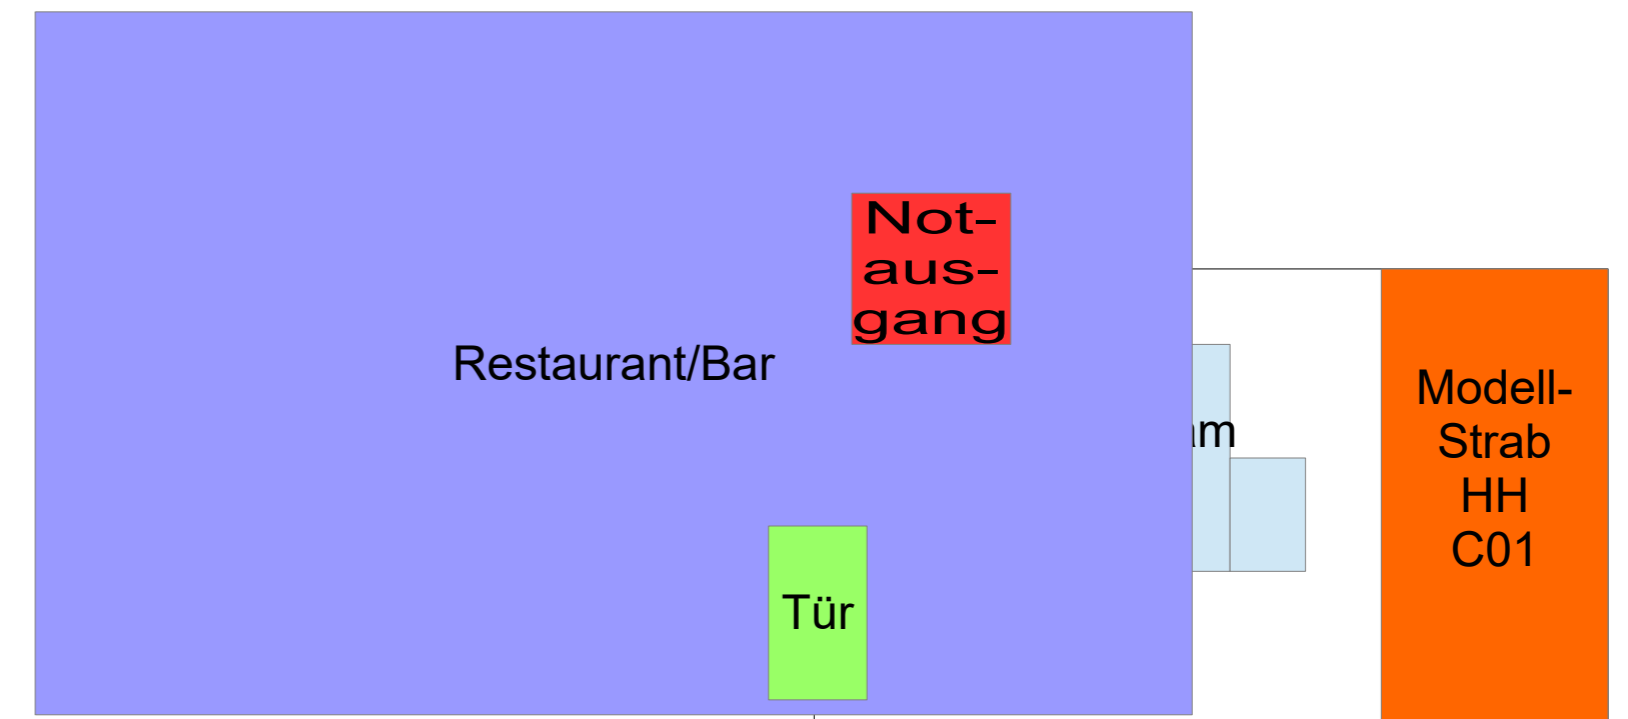 Not-
aus-
gang
Restaurant/Bar
Modell-
Strab
HH
C01
Tür